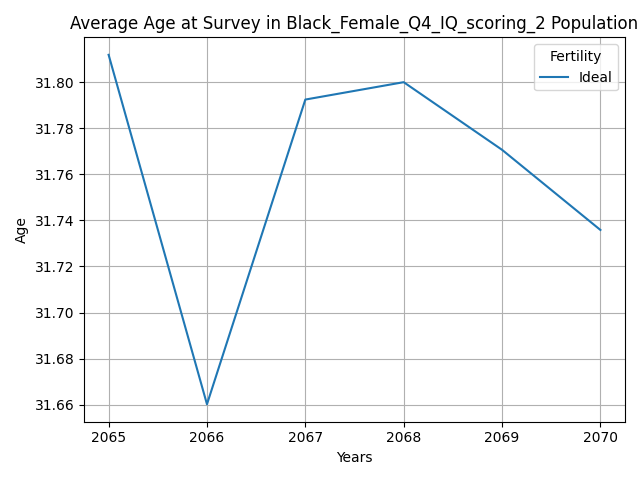 Average Age at Survey in Black_Female_Q4_IQ_scoring_2 Population
Fertility
Ideal
31.80
31.78
31.76
31.74
31.72
31.70
31.68
31.66
Age
2065 2066 2067 2068 2069 2070
Years